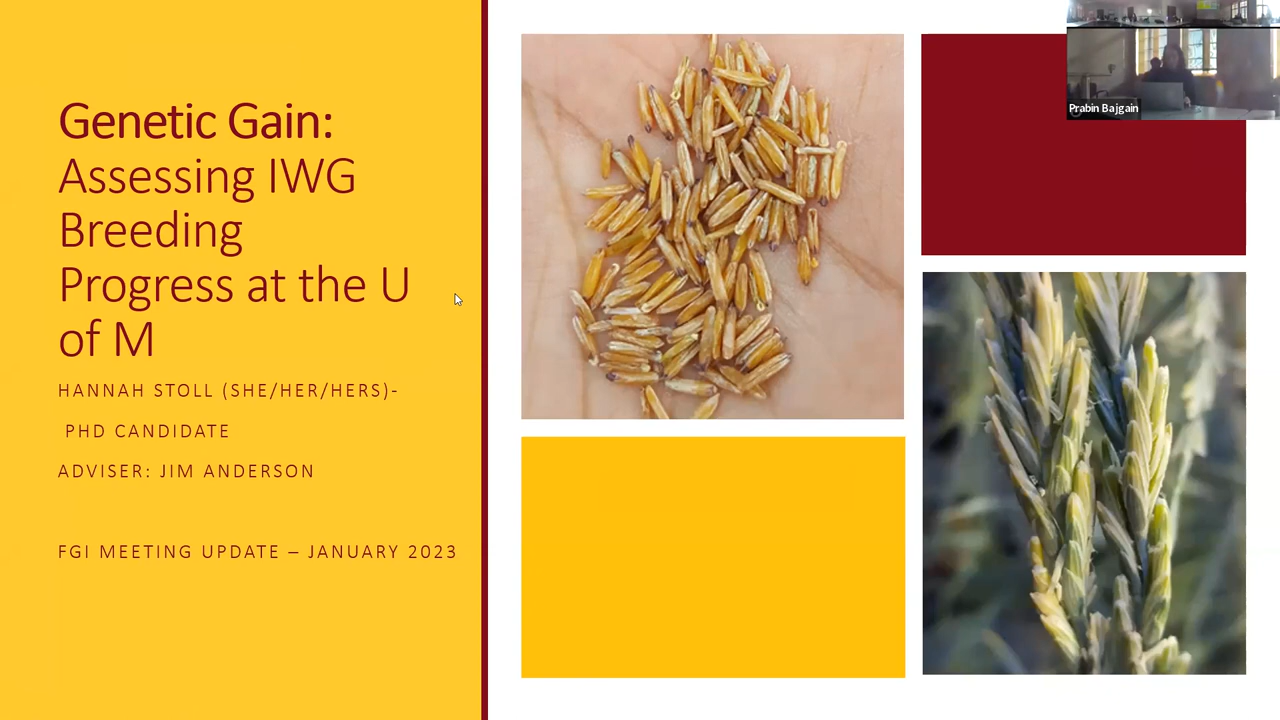 Genetic Gain:
Assessing IWG
Breeding
Progress at the U
of M
HANNAH STOLL (SHE/HER/HERS)-
PHD CANDIDATE
ADVISER: JIM ANDERSON
FGI MEETING UPDATE – JANUARY 2023
Prabin Bajgain